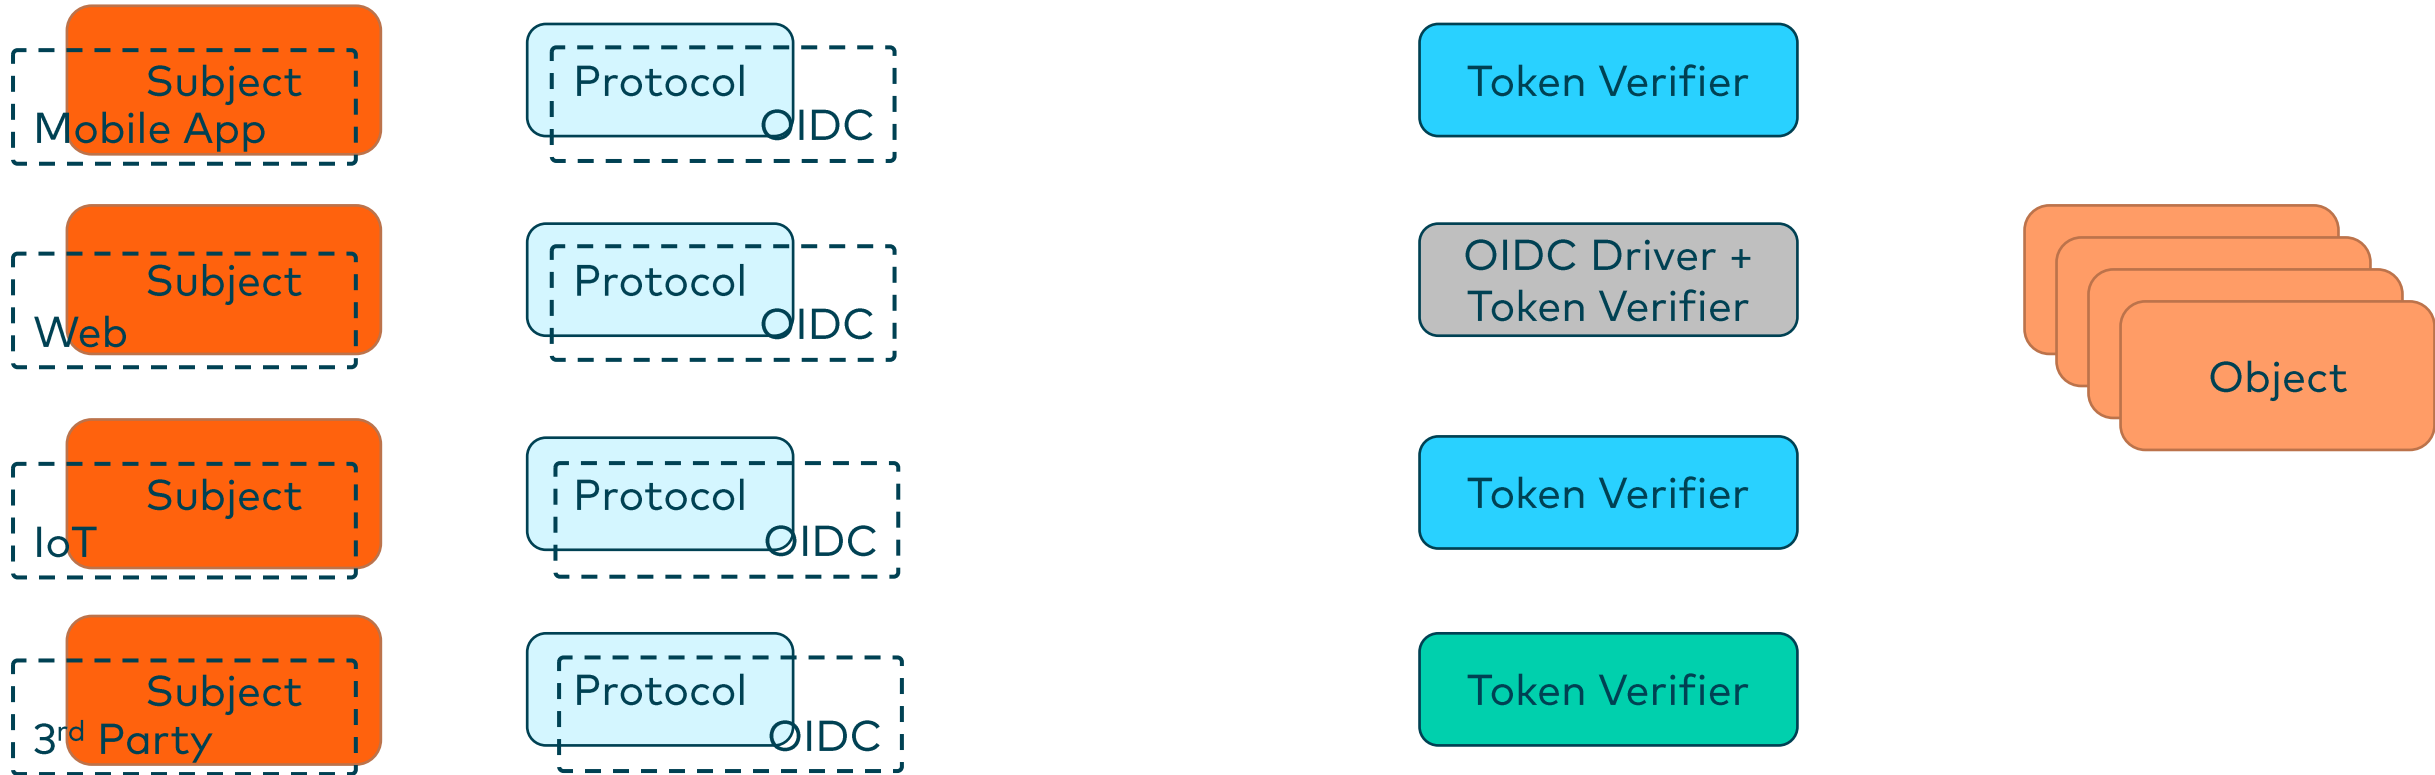 Subject
Mobile App
Protocol
OIDC
Token Verifier
Subject
Web
Protocol
OIDC
OIDC Driver +
Token Verifier
Object
Subject
IoT
Protocol
OIDC
Token Verifier
Subject
3rd Party
Protocol
OIDC
Token Verifier